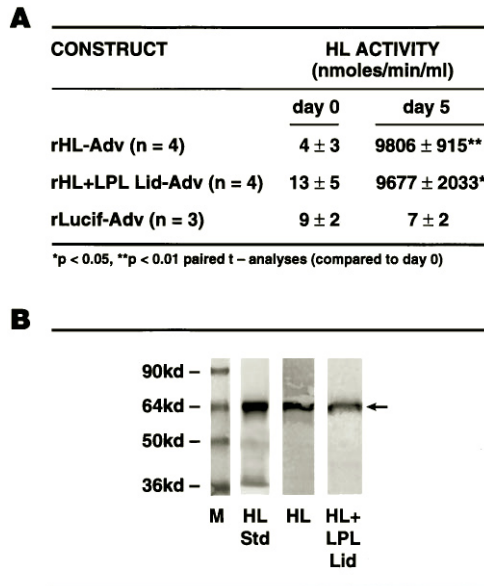 A
CONSTRUCT HL ACTIVITY
(nmoles/min/ml)
day 0 day 5
rHL-Adv (n = 4) 4 ± 3 9806 ± 915**
rHL+LPL Lid-Adv (n = 4) 13 ± 5 9677 ± 2033*
rLucif-Adv (n = 3) 9 ± 2 7 ± 2
*p < 0.05, **p < 0.01 paired t – analyses (compared to day 0)
B
90kd –
64kd –
50kd –
36kd –
M HL HL HL+
Std LPL
Lid